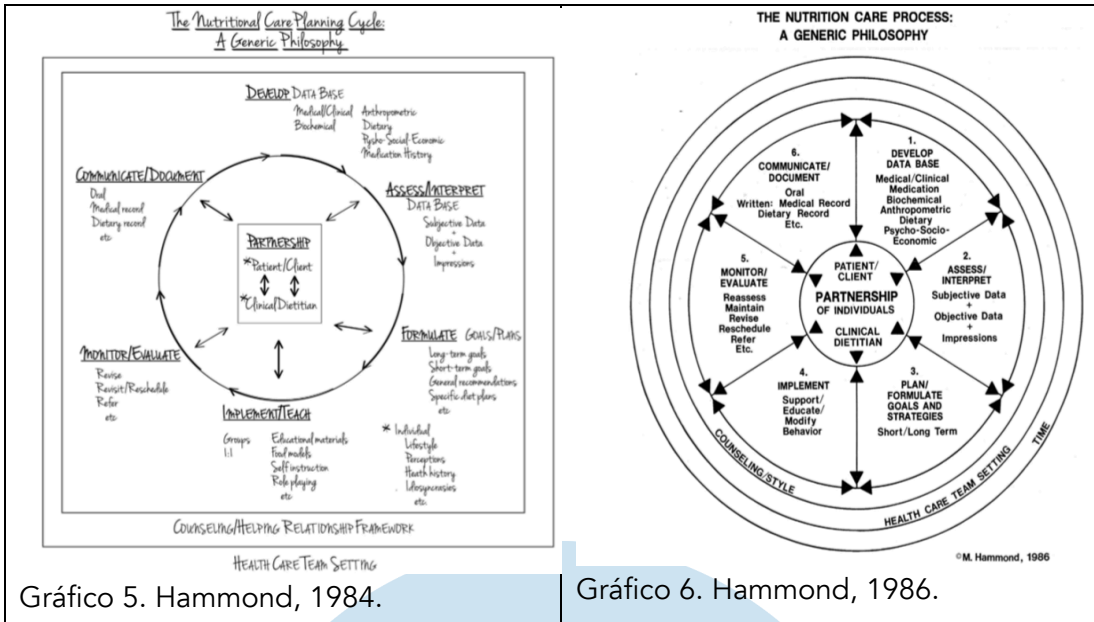 The Nutritional Care Planning Cycle:
A Generic Philosophy
DEVELOP DATA BASE
Medical/Clinical Anthropometric
Biochemical Dietary
Pysho-Social-Economic
Medication History
COMMUNICATE/DOCUMENT
Oral
Medical record
Dietary record
etc
ASSESS/INTERPRET
DATA BASE
Subjective Data
+
Objective Data
+
Impressions
PARTNERSHIP
*Patient/Client
*Clinical Dietitian
MONITOR/EVALUATE
Revise
Revisit/Reschedule
Refer
etc
FORMULATE GOALS/PLANS
Long-term goals
Short-term goals
General recommendations
Specific diet plans
etc
IMPLEMENT/TEACH
Groups Educational materials
1:1 Food models
Self instruction
Role playing
etc
* Individual
Lifestyle
Perceptions
Health history
Idiosyncrasies
etc.
COUNSELING/HELPING RELATIONSHIP FRAMEWORK
HEALTH CARE TEAM SETTING
Gráfico 5. Hammond, 1984.
THE NUTRITION CARE PROCESS:
A GENERIC PHILOSOPHY
1.
DEVELOP
DATA BASE
Medical/Clinical
Medication
Biochemical
Anthropometric
Dietary
Psycho-Socio-
Economic
2.
ASSESS/
INTERPRET
Subjective Data
+
Objective Data
+
Impressions
3.
PLAN/
FORMULATE
GOALS AND
STRATEGIES
Short/Long Term
4.
IMPLEMENT
Support/
Educate/
Modify
Behavior
5.
MONITOR/
EVALUATE
Reassess
Maintain
Revise
Reschedule
Refer
Etc.
6.
COMMUNICATE/
DOCUMENT
Oral
Written: Medical Record
Dietary Record
Etc.
PATIENT/
CLIENT
PARTNERSHIP
OF INDIVIDUALS
CLINICAL
DIETITIAN
COUNSELING/STYLE
HEALTH CARE TEAM SETTING
TIME
©M. Hammond, 1986
Gráfico 6. Hammond, 1986.